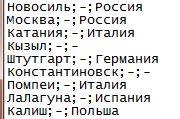 Новосиль;-;Россия
Москва;-;Россия
Катания;-;Италия
Кызыл;-;-
Штутгарт;-;Германия
Константиновск;-;-
Помпеи;-;Италия
ЛаЛагуна;-;Испания
Калиш;-;Польша